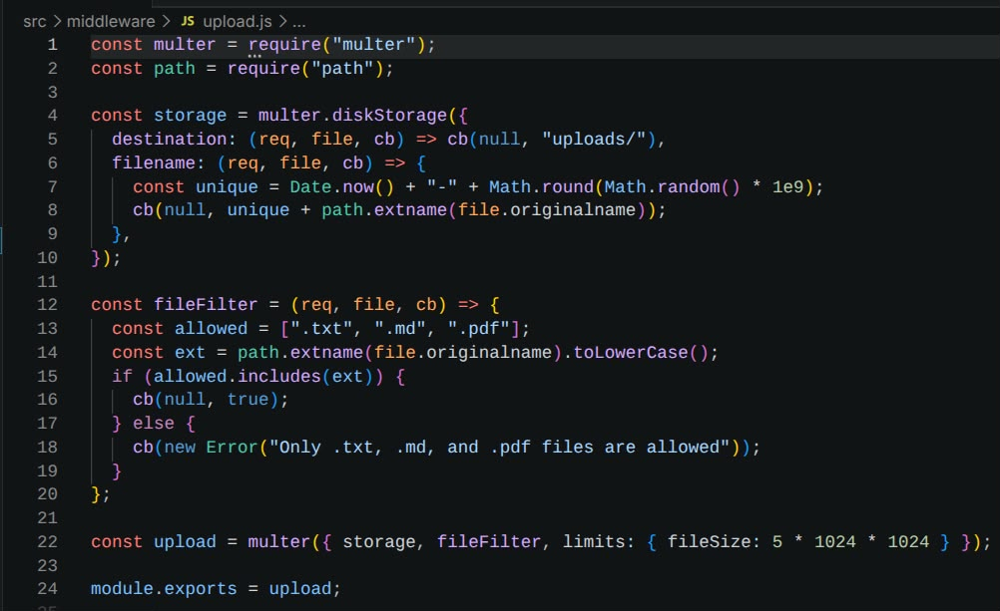 src > middleware > JS upload.js > ...
1 const multer = require("multer");
2 const path = require("path");
3
4 const storage = multer.diskStorage({
5   destination: (req, file, cb) => cb(null, "uploads/"),
6   filename: (req, file, cb) => {
7     const unique = Date.now() + "-" + Math.round(Math.random() * 1e9);
8     cb(null, unique + path.extname(file.originalname));
9   },
10 });
11
12 const fileFilter = (req, file, cb) => {
13   const allowed = [".txt", ".md", ".pdf"];
14   const ext = path.extname(file.originalname).toLowerCase();
15   if (allowed.includes(ext)) {
16     cb(null, true);
17   } else {
18     cb(new Error("Only .txt, .md, and .pdf files are allowed"));
19   }
20 };
21
22 const upload = multer({ storage, fileFilter, limits: { fileSize: 5 * 1024 * 1024 } });
23
24 module.exports = upload;
25